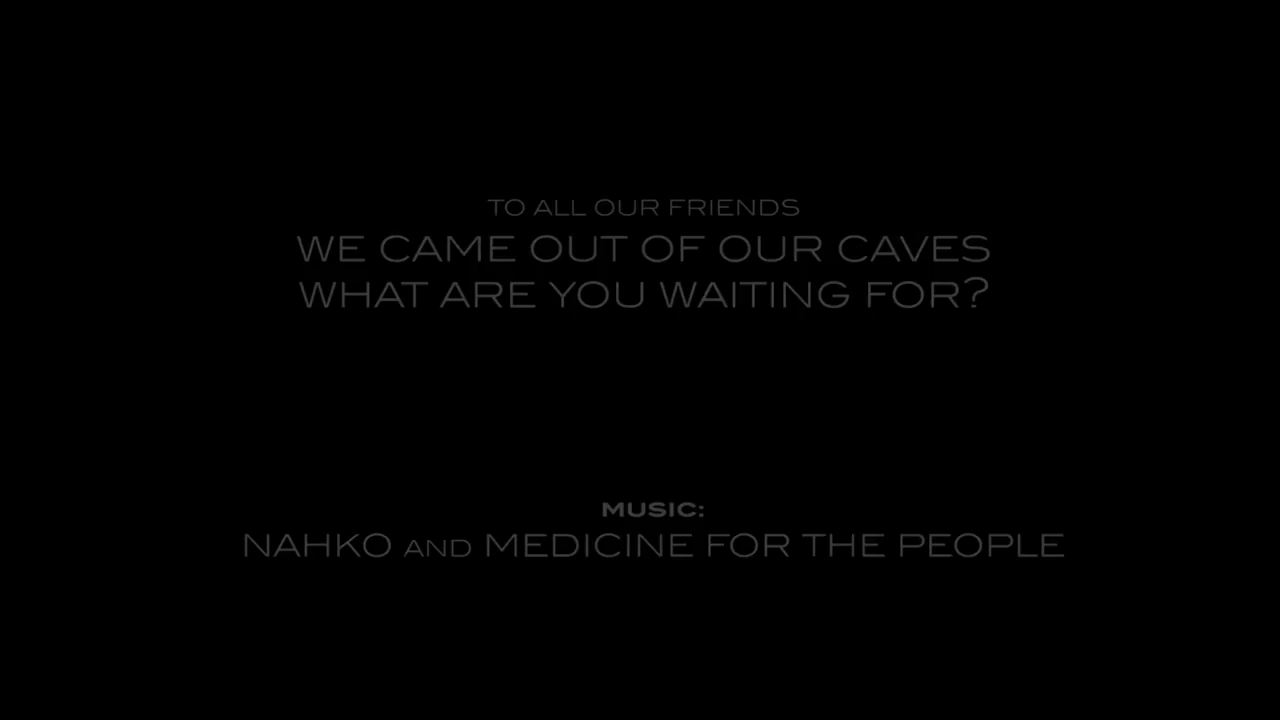 TO ALL OUR FRIENDS
WE CAME OUT OF OUR CAVES
WHAT ARE YOU WAITING FOR?
MUSIC:
NAHKO AND MEDICINE FOR THE PEOPLE